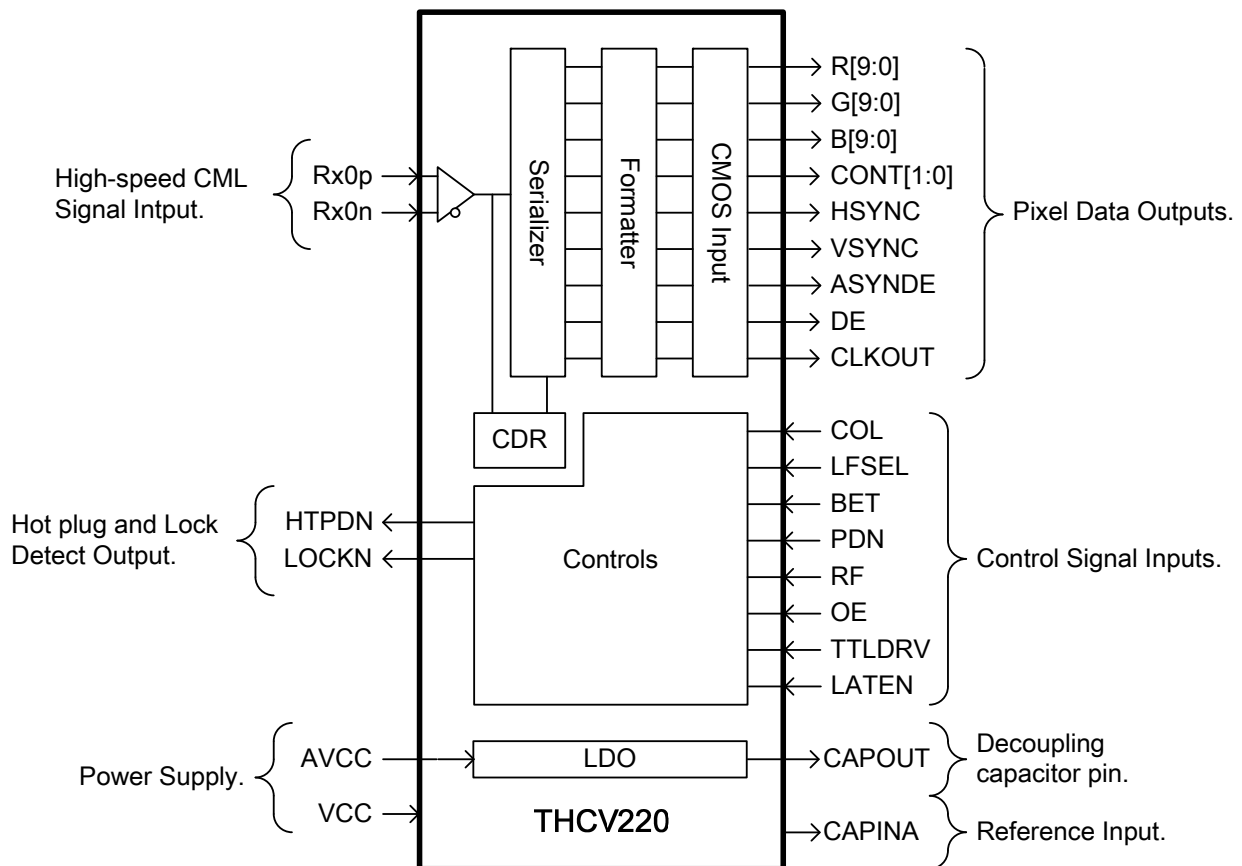 High-speed CML
Signal Intput.
Rx0p
Rx0n
Serializer
Formatter
CMOS Input
R[9:0]
G[9:0]
B[9:0]
CONT[1:0]
HSYNC
VSYNC
ASYNDE
DE
CLKOUT
Pixel Data Outputs.
CDR
Hot plug and Lock
Detect Output.
HTPDN
LOCKN
Controls
COL
LFSEL
BET
PDN
RF
OE
TTLDRV
LATEN
Control Signal Inputs.
Power Supply.
AVCC
VCC
LDO
CAPOUT
Decoupling
capacitor pin.
THCV220
CAPINA
Reference Input.